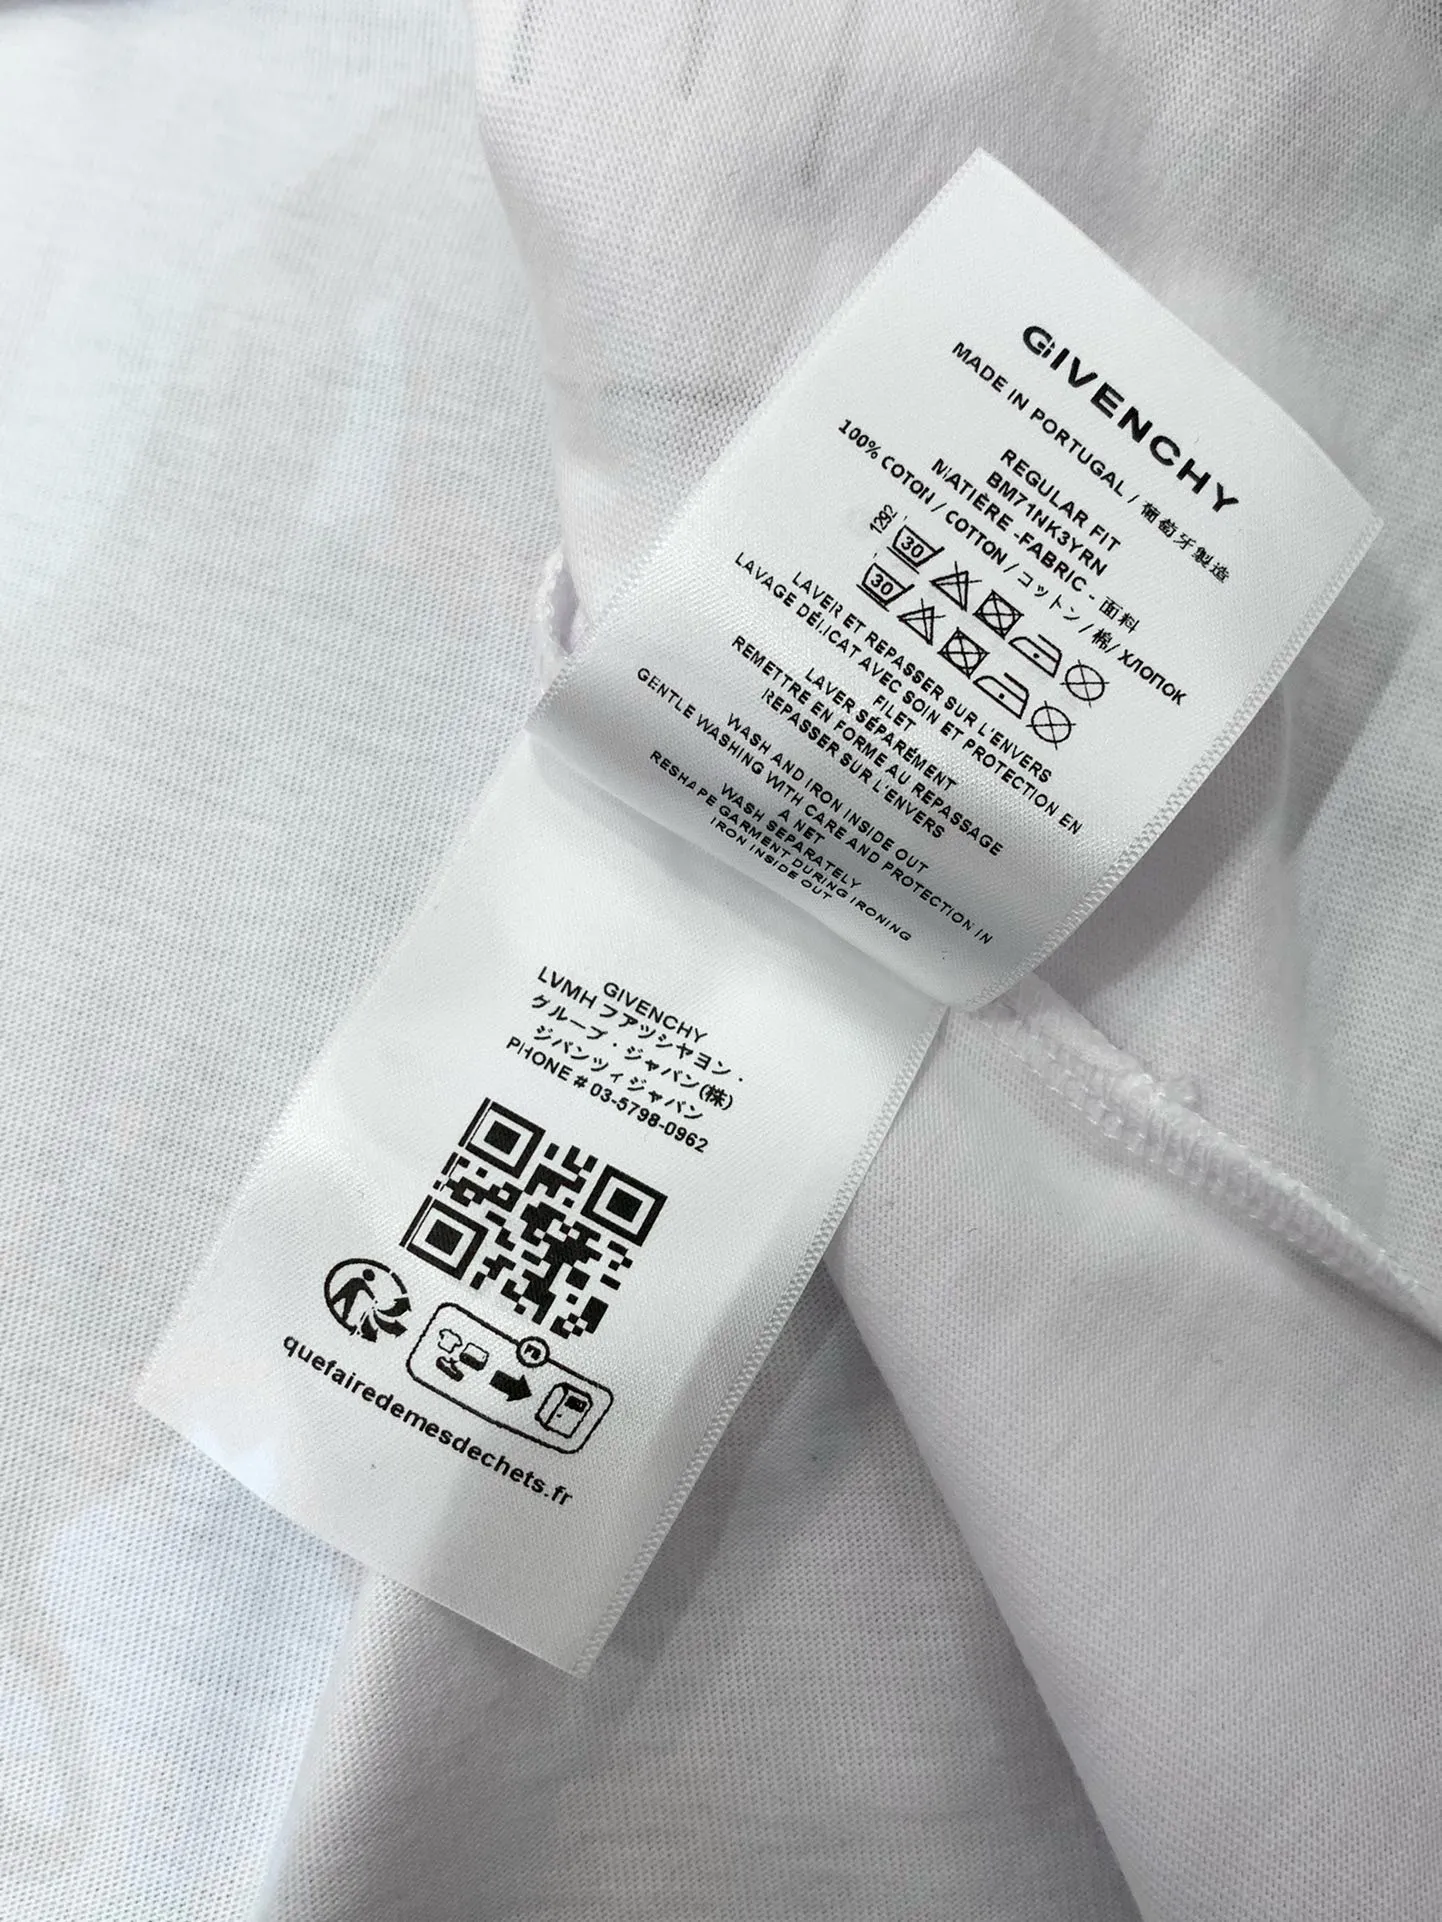 GIVENCHY
MADE IN PORTUGAL / 葡萄牙製造
REGULAR FIT
BM71NK3YRN
MATIÈRE -FABRIC - 面料
100% COTON / COTTON / コットン / 棉/ ХЛОПОК
1292
30
30
LAVER ET REPASSER SUR L'ENVERS
LAVAGE DÉLICAT AVEC SOIN ET PROTECTION EN
FILET
LAVER SÉPARÉMENT
REMETTRE EN FORME AU REPASSAGE
REPASSER SUR L'ENVERS
WASH AND IRON INSIDE OUT
GENTLE WASHING WITH CARE AND PROTECTION IN
A NET
WASH SEPARATELY
RESHAPE GARMENT DURING IRONING
IRON INSIDE OUT
GIVENCHY
LVMH ファッシヤヨン・
グループ・ジャパン(株)
ジバンツィジャパン
PHONE # 03-5798-0962
FR
quefairedemesdechets.fr